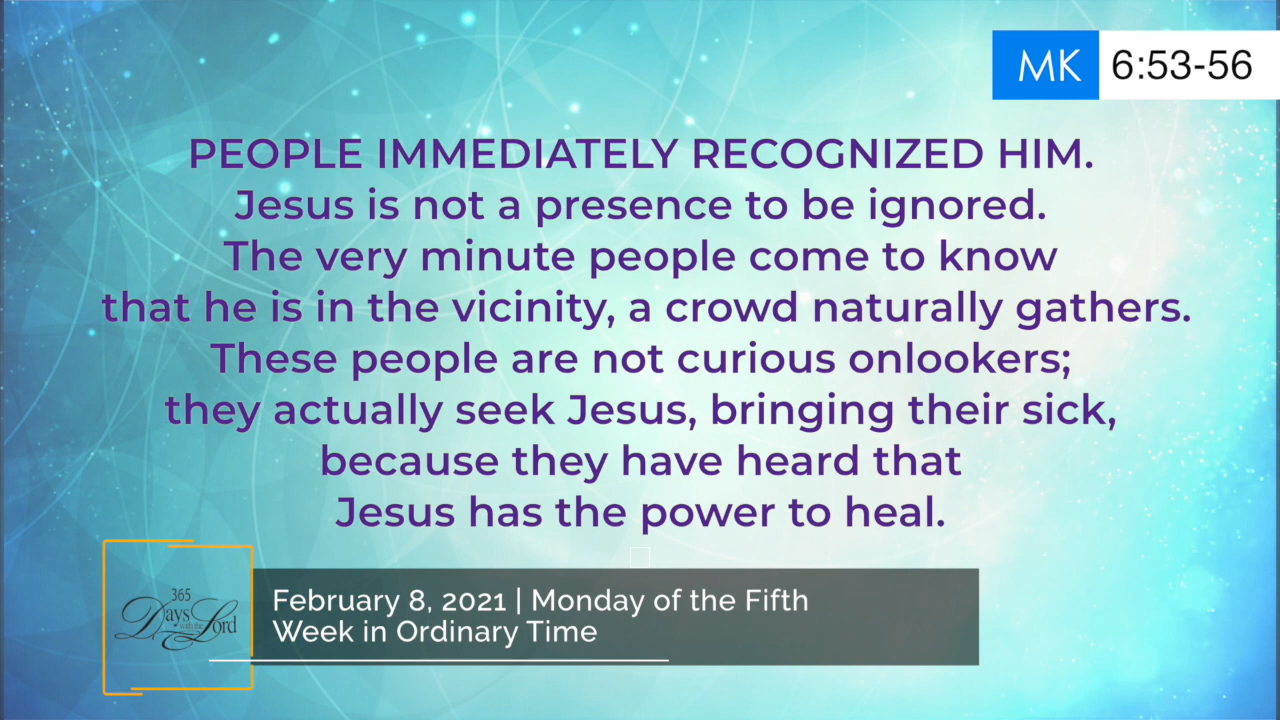 MK 6:53-56
PEOPLE IMMEDIATELY RECOGNIZED HIM.
Jesus is not a presence to be ignored.
The very minute people come to know
that he is in the vicinity, a crowd naturally gathers.
These people are not curious onlookers;
they actually seek Jesus, bringing their sick,
because they have heard that
Jesus has the power to heal.
365
Days with the Lord
February 8, 2021 | Monday of the Fifth
Week in Ordinary Time